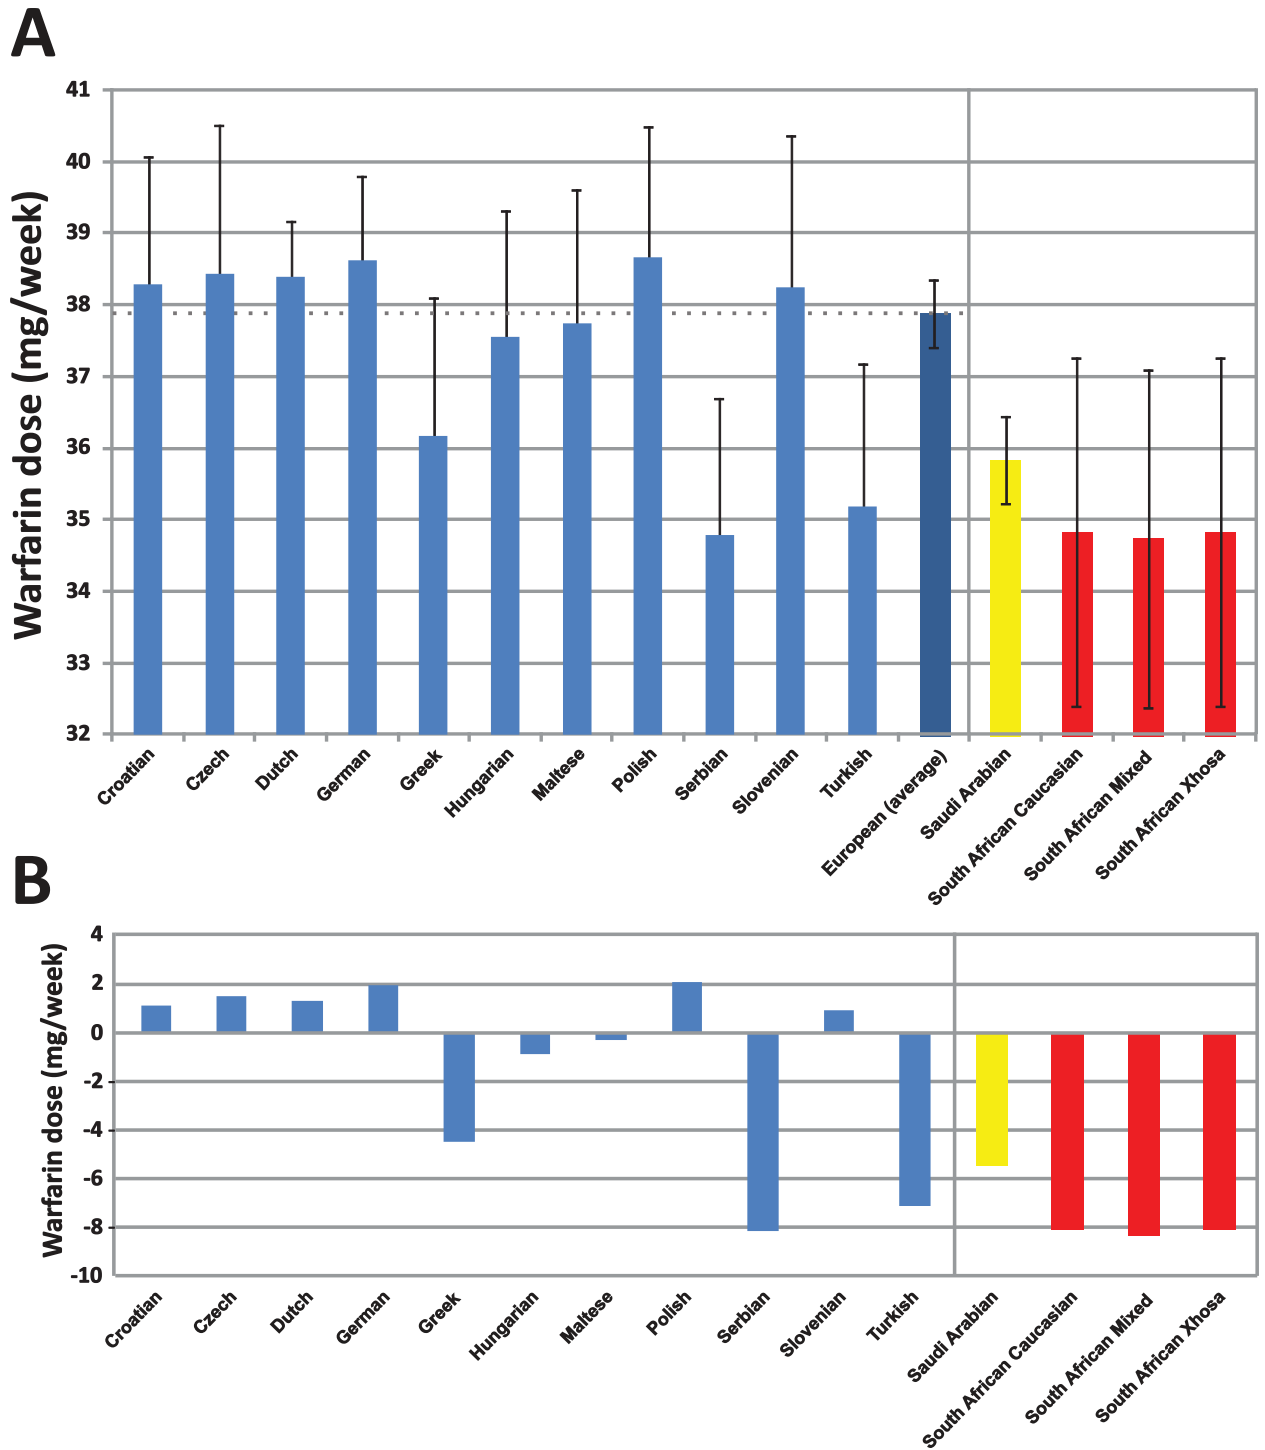 A
Warfarin dose (mg/week)
41
40
39
38
37
36
35
34
33
32
Croatian
Czech
Dutch
German
Greek
Hungarian
Maltese
Polish
Serbian
Slovenian
Turkish
European (average)
Saudi Arabian
South African Caucasian
South African Mixed
South African Xhosa
B
Warfarin dose (mg/week)
4
2
0
-2
-4
-6
-8
-10
Croatian
Czech
Dutch
German
Greek
Hungarian
Maltese
Polish
Serbian
Slovenian
Turkish
Saudi Arabian
South African Caucasian
South African Mixed
South African Xhosa